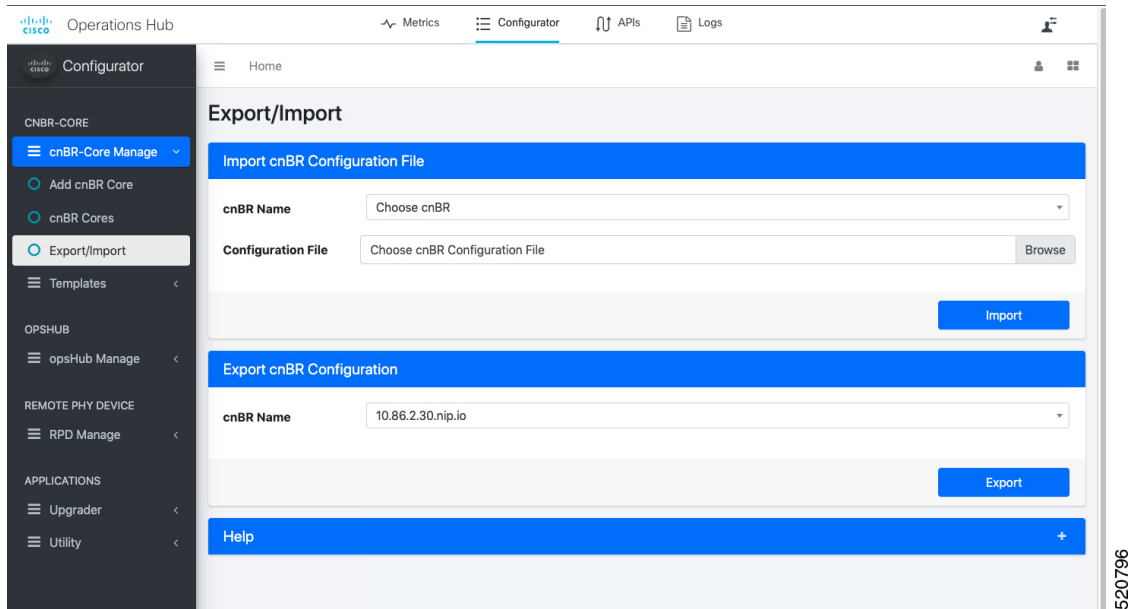 cisco Operations Hub Metrics Configurator APIs Logs
cisco Configurator
Home
CNBR-CORE
cnBR-Core Manage
Add cnBR Core
cnBR Cores
Export/Import
Templates
OPSHUB
opsHub Manage
REMOTE PHY DEVICE
RPD Manage
APPLICATIONS
Upgrader
Utility
Export/Import
Import cnBR Configuration File
cnBR Name Choose cnBR
Configuration File Choose cnBR Configuration File Browse
Import
Export cnBR Configuration
cnBR Name 10.86.2.30.nip.io
Export
Help +
520796